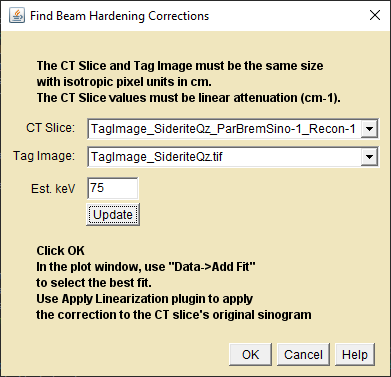 Find Beam Hardening Corrections
The CT Slice and Tag Image must be the same size
with isotropic pixel units in cm.
The CT Slice values must be linear attenuation (cm-1).
CT Slice: TagImage_SideriteQz_ParBremSino-1_Recon-1
Tag Image: TagImage_SideriteQz.tif
Est. keV 75
Update
Click OK
In the plot window, use "Data->Add Fit"
to select the best fit.
Use Apply Linearization plugin to apply
the correction to the CT slice's original sinogram
OK Cancel Help